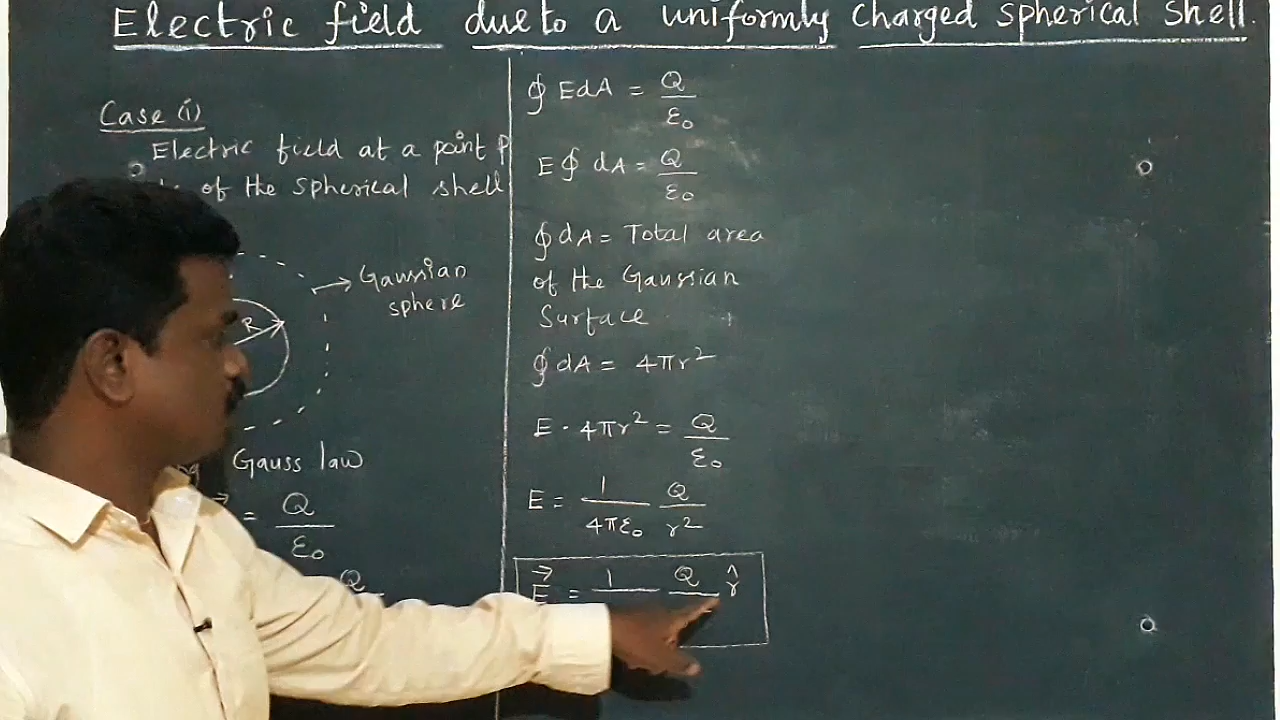 Electric field due to a uniformly charged spherical shell.
Case (i)
Electric field at a point P
of the spherical shell
Gaussian
sphere
R
Gauss law
= Q
ε₀
Q
∮ EdA = Q
ε₀
E∮ dA = Q
ε₀
∮dA = Total area
of the Gaussian
Surface
∮dA = 4πr²
E · 4πr² = Q
ε₀
E = 1 Q
4πε₀ r²
E⃗ = 1 Q r̂